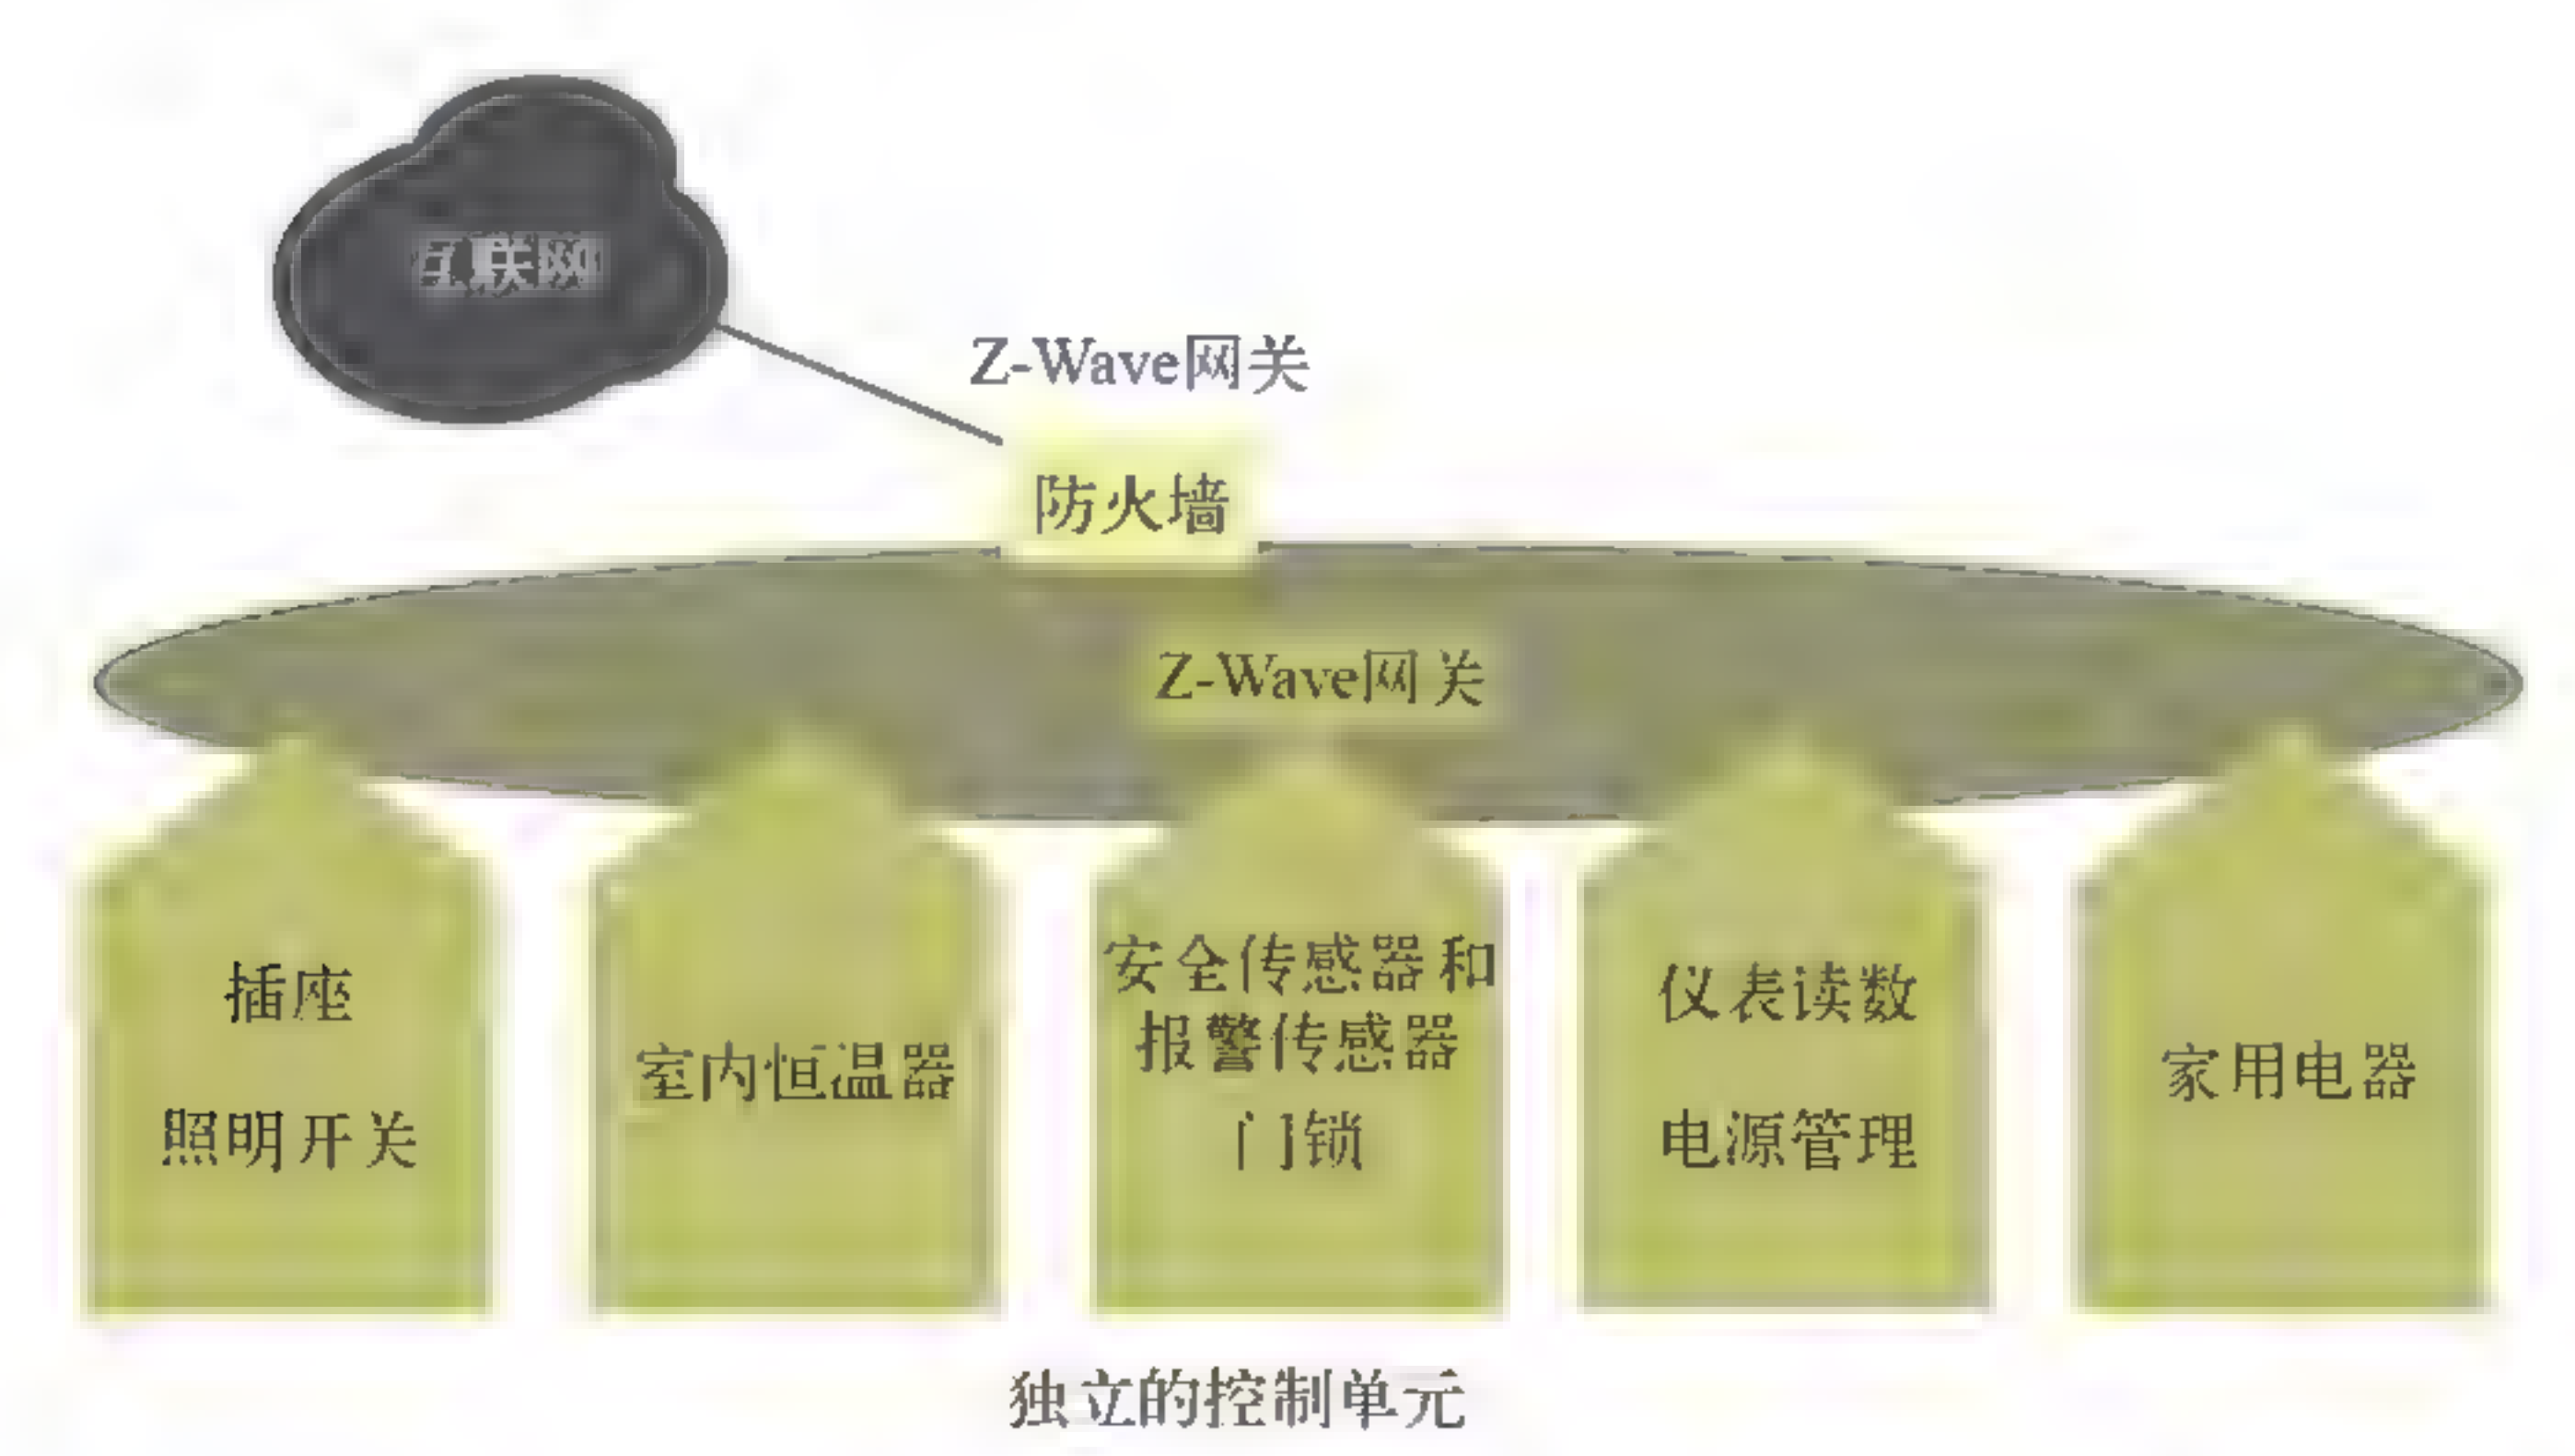 互联网
Z-Wave网关
防火墙
Z-Wave网关
插座
照明开关
室内恒温器
安全传感器和
报警传感器
门锁
仪表读数
电源管理
家用电器
独立的控制单元